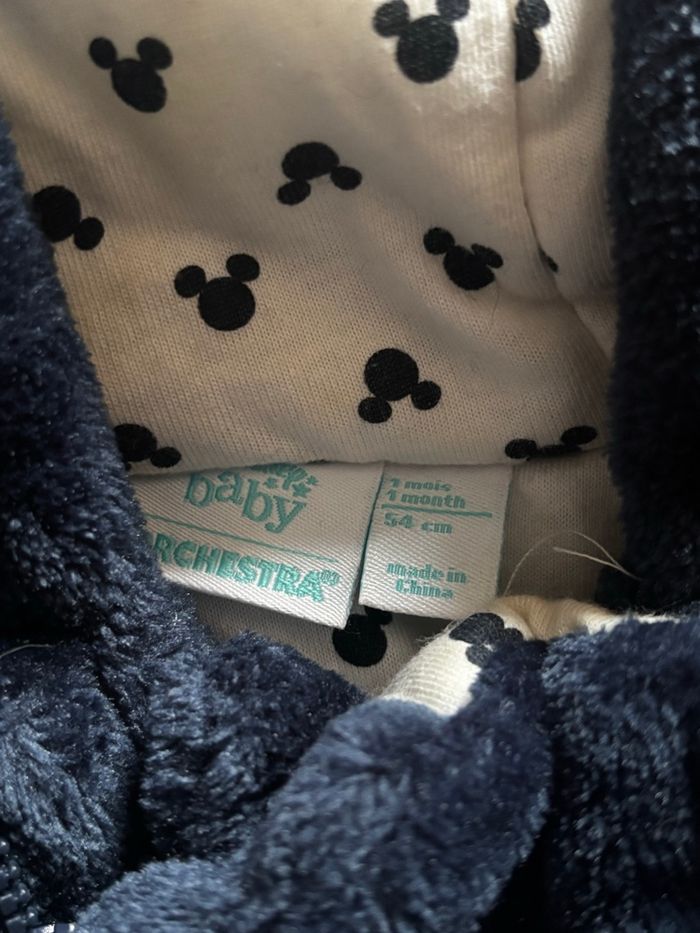 baby
ORCHESTRA
1 mois
1 month
54 cm
made in
China